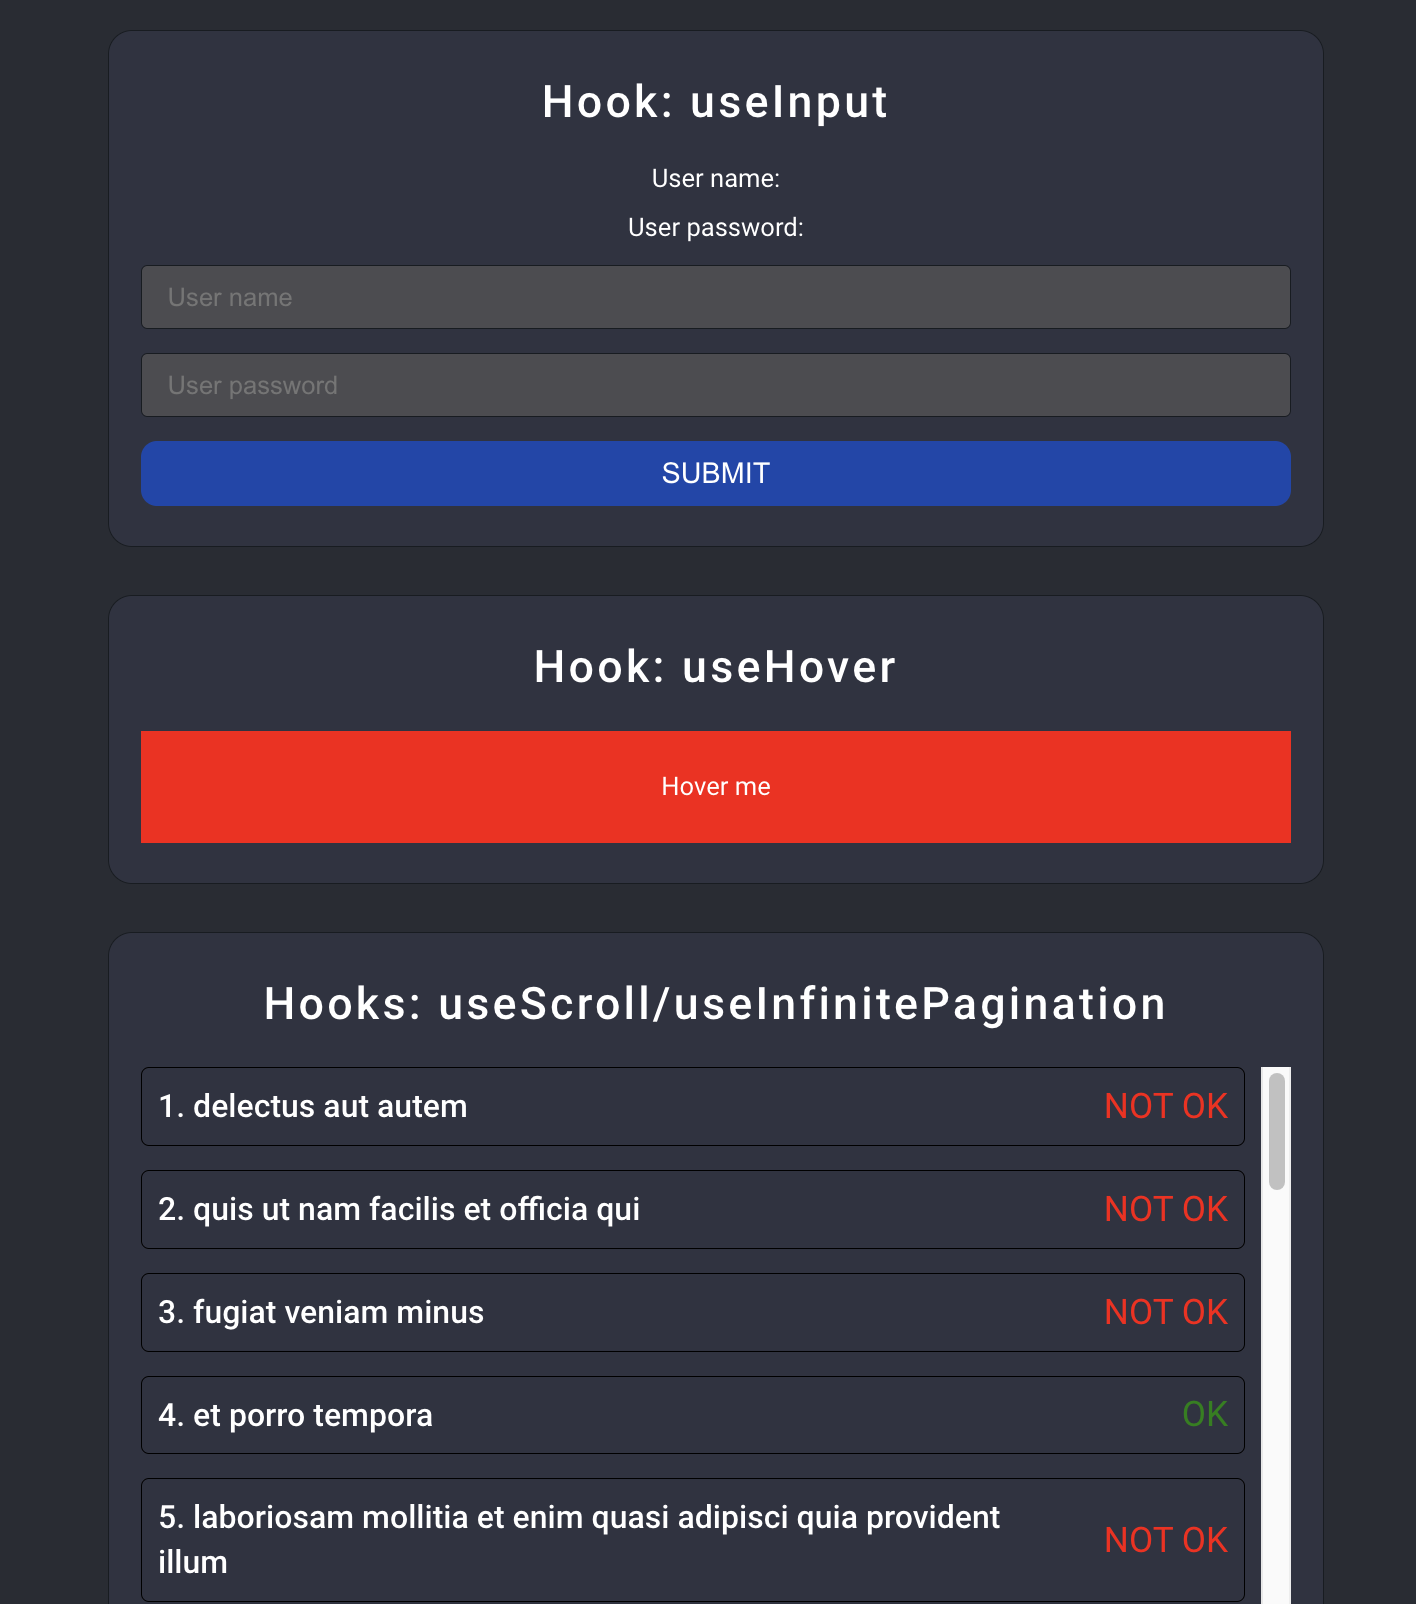 Hook: useInput
User name:
User password:
User name
User password
SUBMIT
Hook: useHover
Hover me
Hooks: useScroll/useInfinitePagination
1. delectus aut autem NOT OK
2. quis ut nam facilis et officia qui NOT OK
3. fugiat veniam minus NOT OK
4. et porro tempora OK
5. laboriosam mollitia et enim quasi adipisci quia provident
illum NOT OK